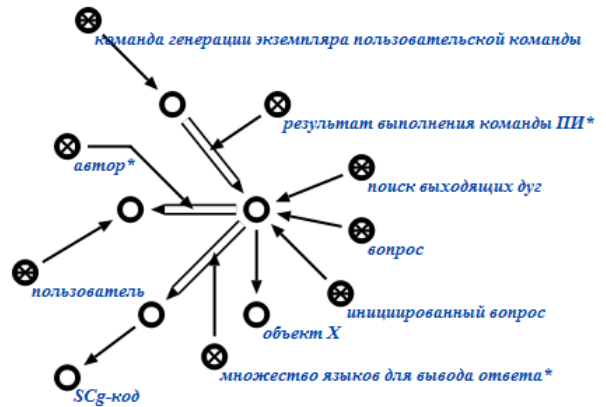 команда генерации экземпляра пользовательской команды
результат выполнения команды ПИ*
автор*
поиск выходящих дуг
вопрос
пользователь
инициированный вопрос
объект X
множество языков для вывода ответа*
SCg-код